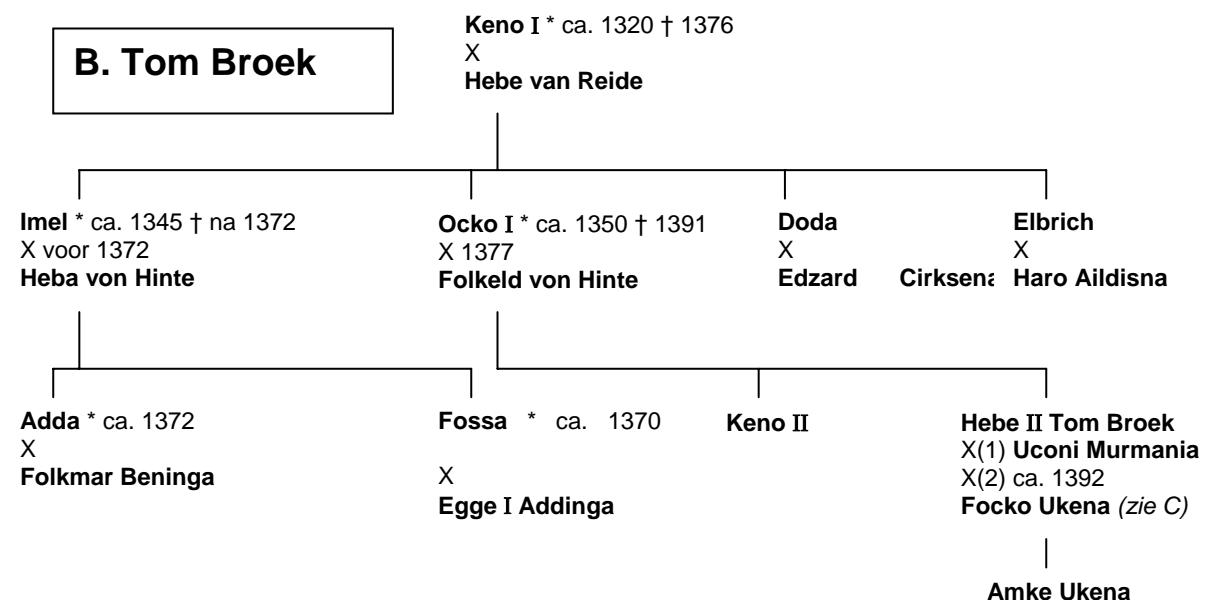 B. Tom Broek
Keno I * ca. 1320 † 1376
X
Hebe van Reide
Imel * ca. 1345 † na 1372
X voor 1372
Heba von Hinte
Ocko I * ca. 1350 † 1391
X 1377
Folkeld von Hinte
Doda
X
Edzard Cirksena
Elbrich
X
Haro Aildisna
Adda * ca. 1372
X
Folkmar Beninga
Fossa * ca. 1370
X
Egge I Addinga
Keno II
Hebe II Tom Broek
X(1) Uconi Murmania
X(2) ca. 1392
Focko Ukena (zie C)
Amke Ukena